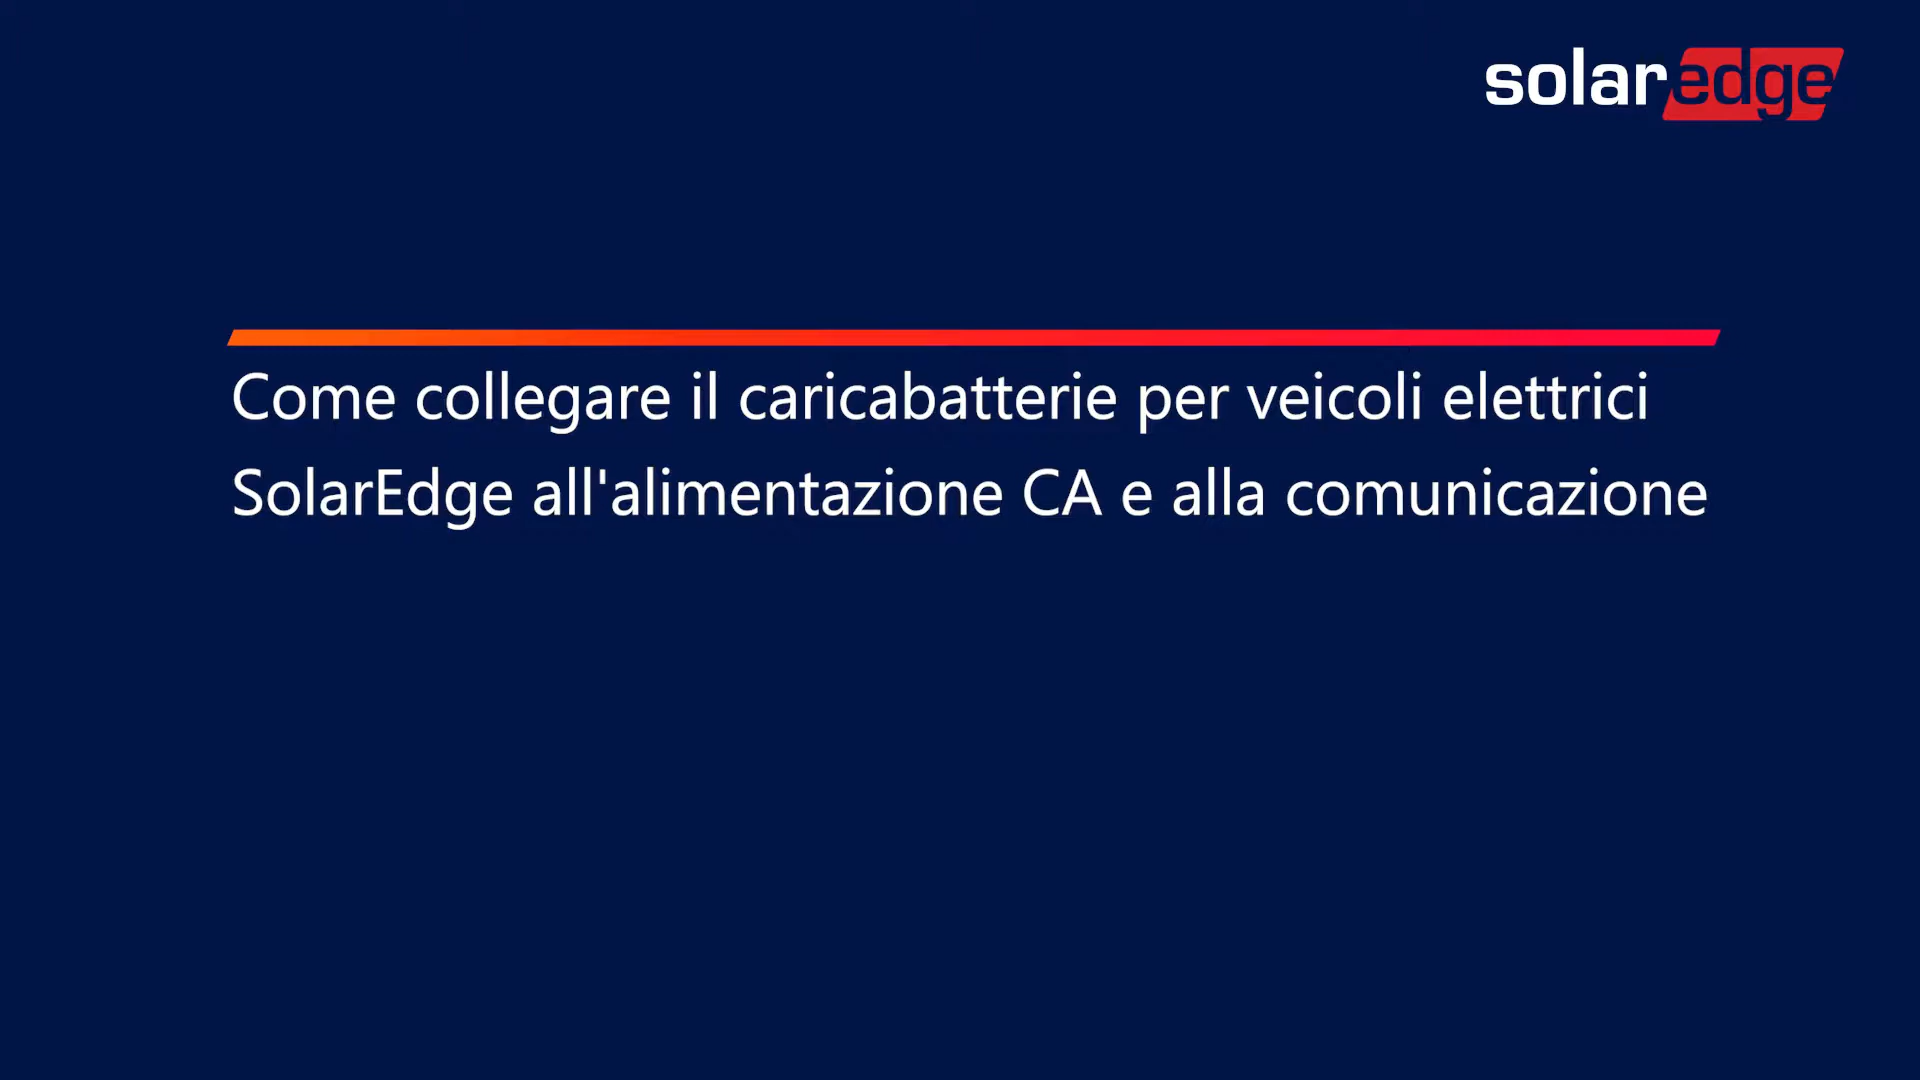 solaredge
Come collegare il caricabatterie per veicoli elettrici
SolarEdge all'alimentazione CA e alla comunicazione